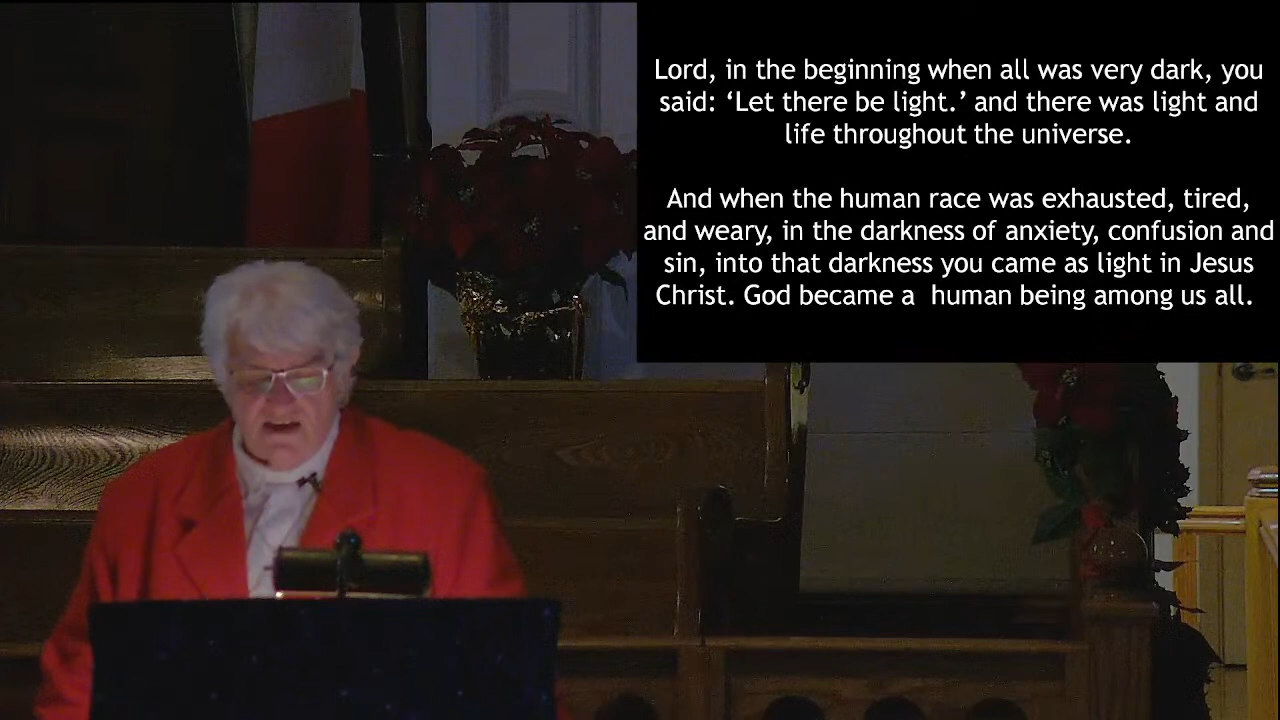 Lord, in the beginning when all was very dark, you
said: ‘Let there be light.’ and there was light and
life throughout the universe.
And when the human race was exhausted, tired,
and weary, in the darkness of anxiety, confusion and
sin, into that darkness you came as light in Jesus
Christ. God became a  human being among us all.